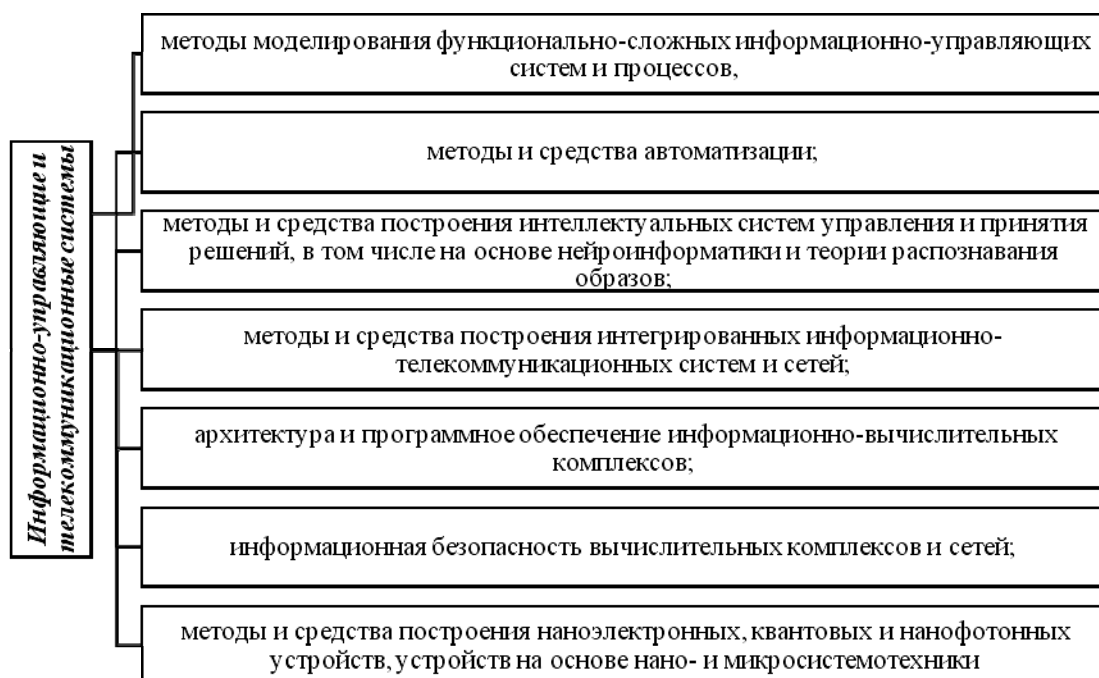 Информационно-управляющие и
телекоммуникационные системы
методы моделирования функционально-сложных информационно-управляющих
систем и процессов,
методы и средства автоматизации;
методы и средства построения интеллектуальных систем управления и принятия
решений, в том числе на основе нейроинформатики и теории распознавания
образов;
методы и средства построения интегрированных информационно-
телекоммуникационных систем и сетей;
архитектура и программное обеспечение информационно-вычислительных
комплексов;
информационная безопасность вычислительных комплексов и сетей;
методы и средства построения наноэлектронных, квантовых и нанофотонных
устройств, устройств на основе нано- и микросистемотехники